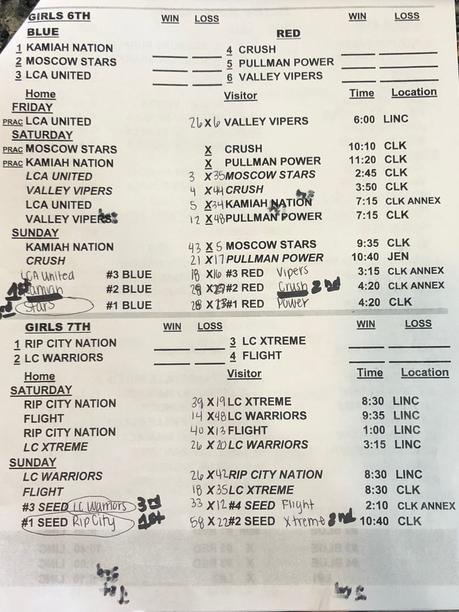 GIRLS 6TH WIN LOSS WIN LOSS
BLUE RED
1 KAMIAH NATION 4 CRUSH
2 MOSCOW STARS 5 PULLMAN POWER
3 LCA UNITED 6 VALLEY VIPERS
Home Visitor Time Location
FRIDAY
PRAC LCA UNITED 26 X 6 VALLEY VIPERS 6:00 LINC
SATURDAY
PRAC MOSCOW STARS X CRUSH 10:10 CLK
PRAC KAMIAH NATION X PULLMAN POWER 11:20 CLK
LCA UNITED 3 X 35 MOSCOW STARS 2:45 CLK
VALLEY VIPERS 4 X 44 CRUSH 3:50 CLK
LCA UNITED 5 X 34 KAMIAH NATION 7:15 CLK ANNEX
VALLEY VIPERS 12 X 48 PULLMAN POWER 7:15 CLK
SUNDAY
KAMIAH NATION 43 X 5 MOSCOW STARS 9:35 CLK
CRUSH 21 X 17 PULLMAN POWER 10:40 JEN
LCA United #3 BLUE 18 X 16 #3 RED Vipers 3:15 CLK ANNEX
1st Kamiah #2 BLUE X 27 #2 RED Crush 2nd 4:20 CLK ANNEX
Stars #1 BLUE 28 X 23 #1 RED Power 4:20 CLK
GIRLS 7TH WIN LOSS WIN LOSS
1 RIP CITY NATION 3 LC XTREME
2 LC WARRIORS 4 FLIGHT
Home Visitor Time Location
SATURDAY
RIP CITY NATION 39 X 19 LC XTREME 8:30 LINC
FLIGHT 14 X 48 LC WARRIORS 9:35 LINC
RIP CITY NATION 40 X 13 FLIGHT 1:00 LINC
LC XTREME 26 X 20 LC WARRIORS 3:15 LINC
SUNDAY
LC WARRIORS 26 X 42 RIP CITY NATION 8:30 LINC
FLIGHT 18 X 35 LC XTREME 8:30 CLK
#3 SEED LC Warriors 3rd 33 X 12 #4 SEED Flight 2:10 CLK ANNEX
#1 SEED Rip City 1st 58 X 22 #2 SEED Xtreme 2nd 10:40 CLK